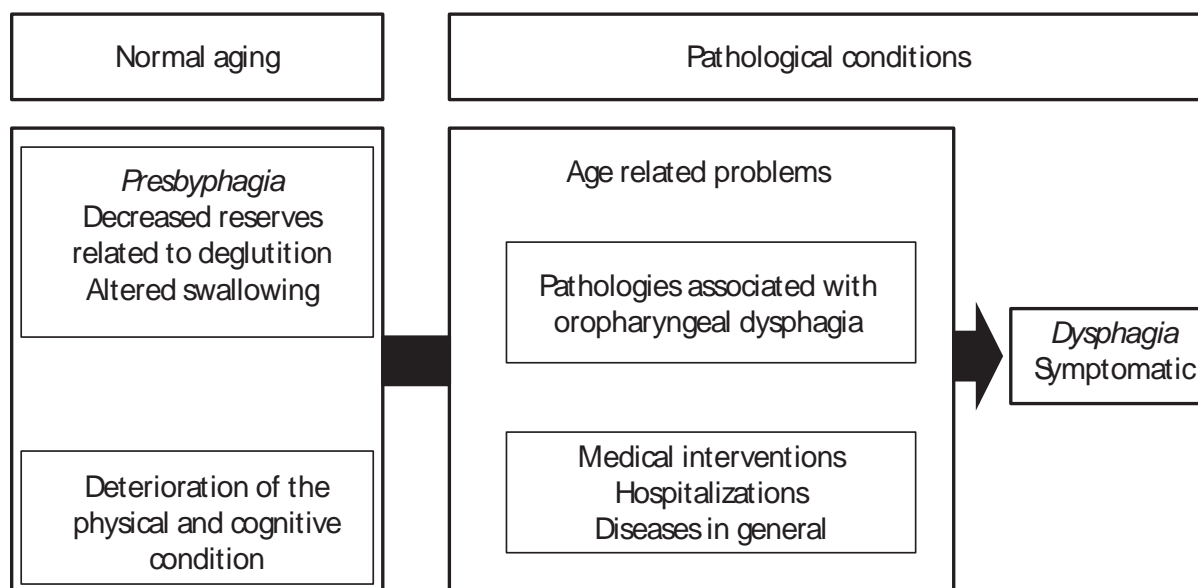 Normal aging
Pathological conditions
Presbyphagia
Decreased reserves
related to deglutition
Altered swallowing
Deterioration of the
physical and cognitive
condition
Age related problems
Pathologies associated with
oropharyngeal dysphagia
Medical interventions
Hospitalizations
Diseases in general
Dysphagia
Symptomatic